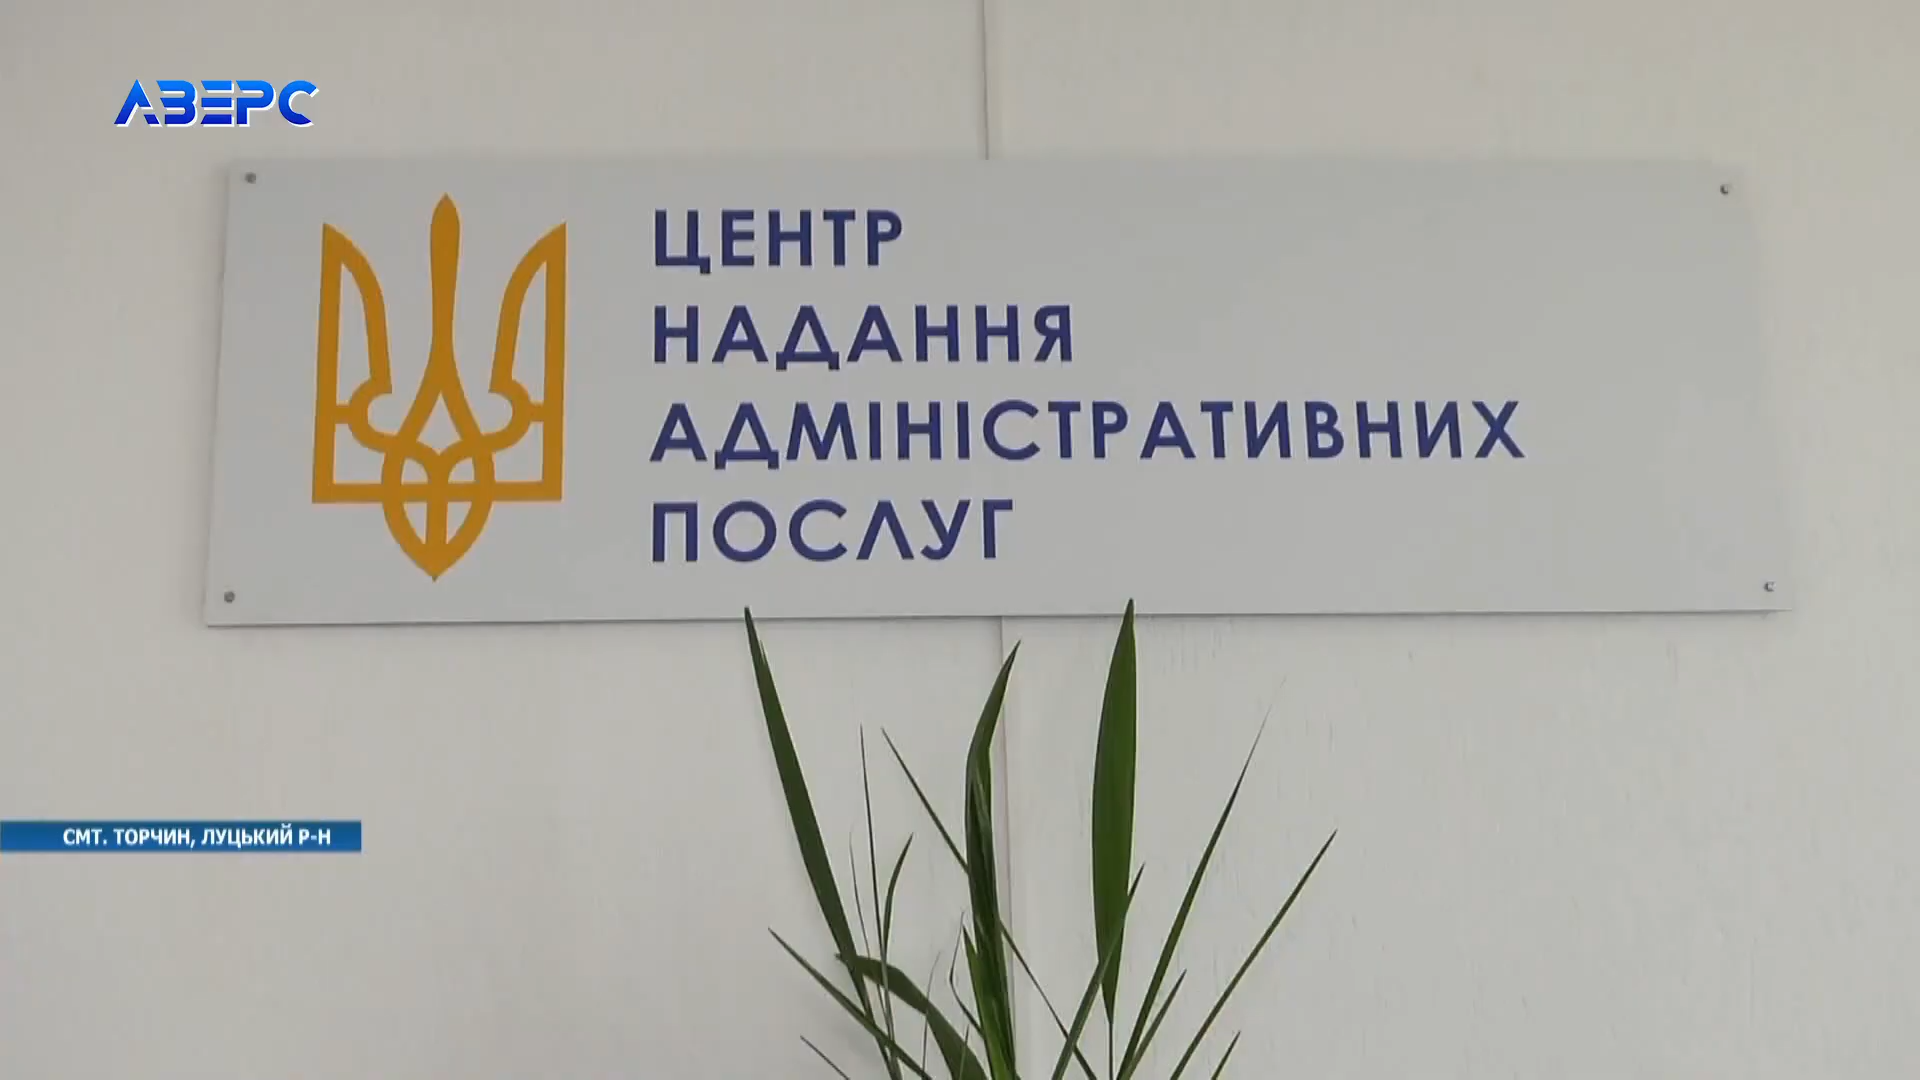 АВЕРС
ЦЕНТР
НАДАННЯ
АДМІНІСТРАТИВНИХ
ПОСЛУГ
СМТ. ТОРЧИН, ЛУЦЬКИЙ Р-Н